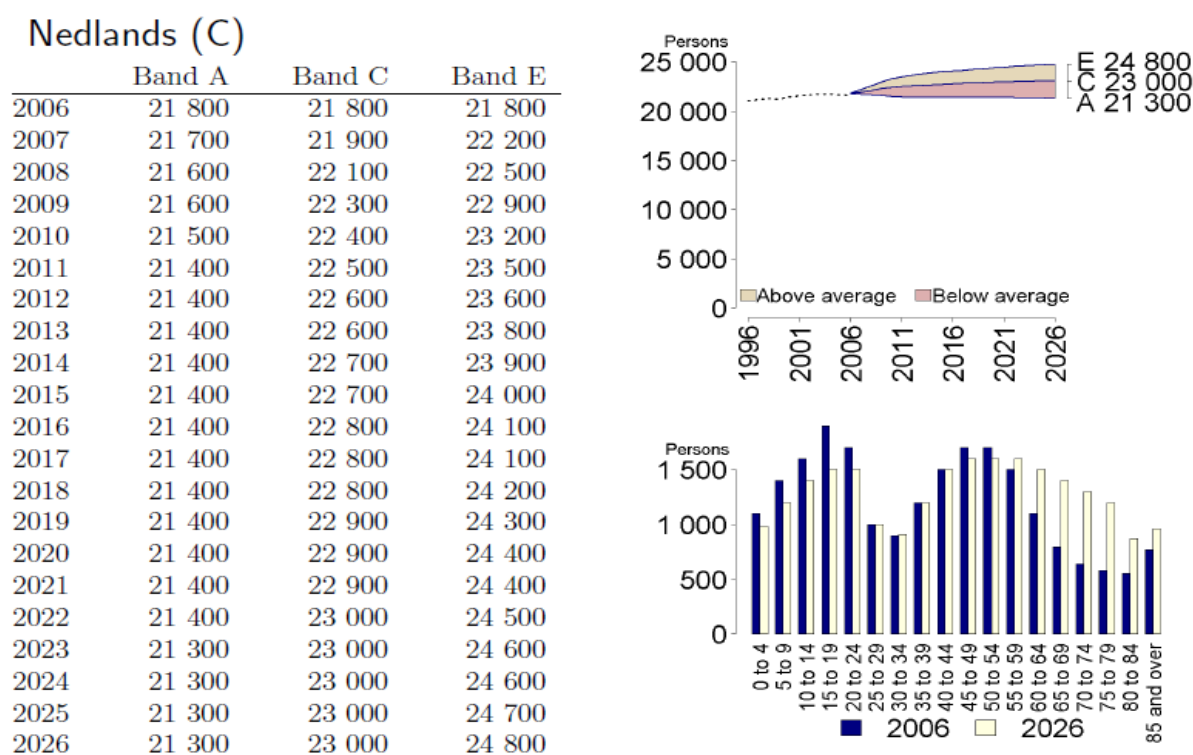 Nedlands (C)
Band A Band C Band E
2006 21 800 21 800 21 800
2007 21 700 21 900 22 200
2008 21 600 22 100 22 500
2009 21 600 22 300 22 900
2010 21 500 22 400 23 200
2011 21 400 22 500 23 500
2012 21 400 22 600 23 600
2013 21 400 22 600 23 800
2014 21 400 22 700 23 900
2015 21 400 22 700 24 000
2016 21 400 22 800 24 100
2017 21 400 22 800 24 100
2018 21 400 22 800 24 200
2019 21 400 22 900 24 300
2020 21 400 22 900 24 400
2021 21 400 22 900 24 400
2022 21 400 23 000 24 500
2023 21 300 23 000 24 600
2024 21 300 23 000 24 600
2025 21 300 23 000 24 700
2026 21 300 23 000 24 800
Persons
25 000
20 000
15 000
10 000
5 000
0
E 24 800
C 23 000
A 21 300
Above average Below average
1996 2001 2006 2011 2016 2021 2026
Persons
1 500
1 000
500
0
0 to 4
5 to 9
10 to 14
15 to 19
20 to 24
25 to 29
30 to 34
35 to 39
40 to 44
45 to 49
50 to 54
55 to 59
60 to 64
65 to 69
70 to 74
75 to 79
80 to 84
85 and over
2006 2026